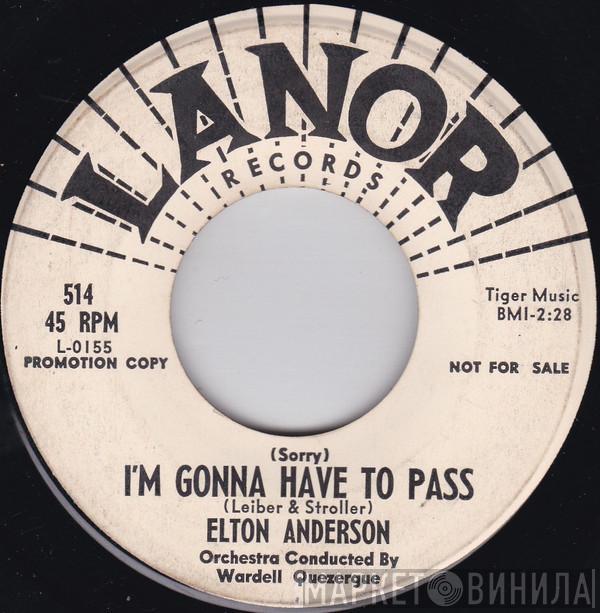 LANOR
RECORDS
514
45 RPM
L-0155
PROMOTION COPY
Tiger Music
BMI-2:28
NOT FOR SALE
(Sorry)
I'M GONNA HAVE TO PASS
(Leiber & Stroller)
ELTON ANDERSON
Orchestra Conducted By
Wardell Quezergue
МАРКЕТ ВИНИЛА